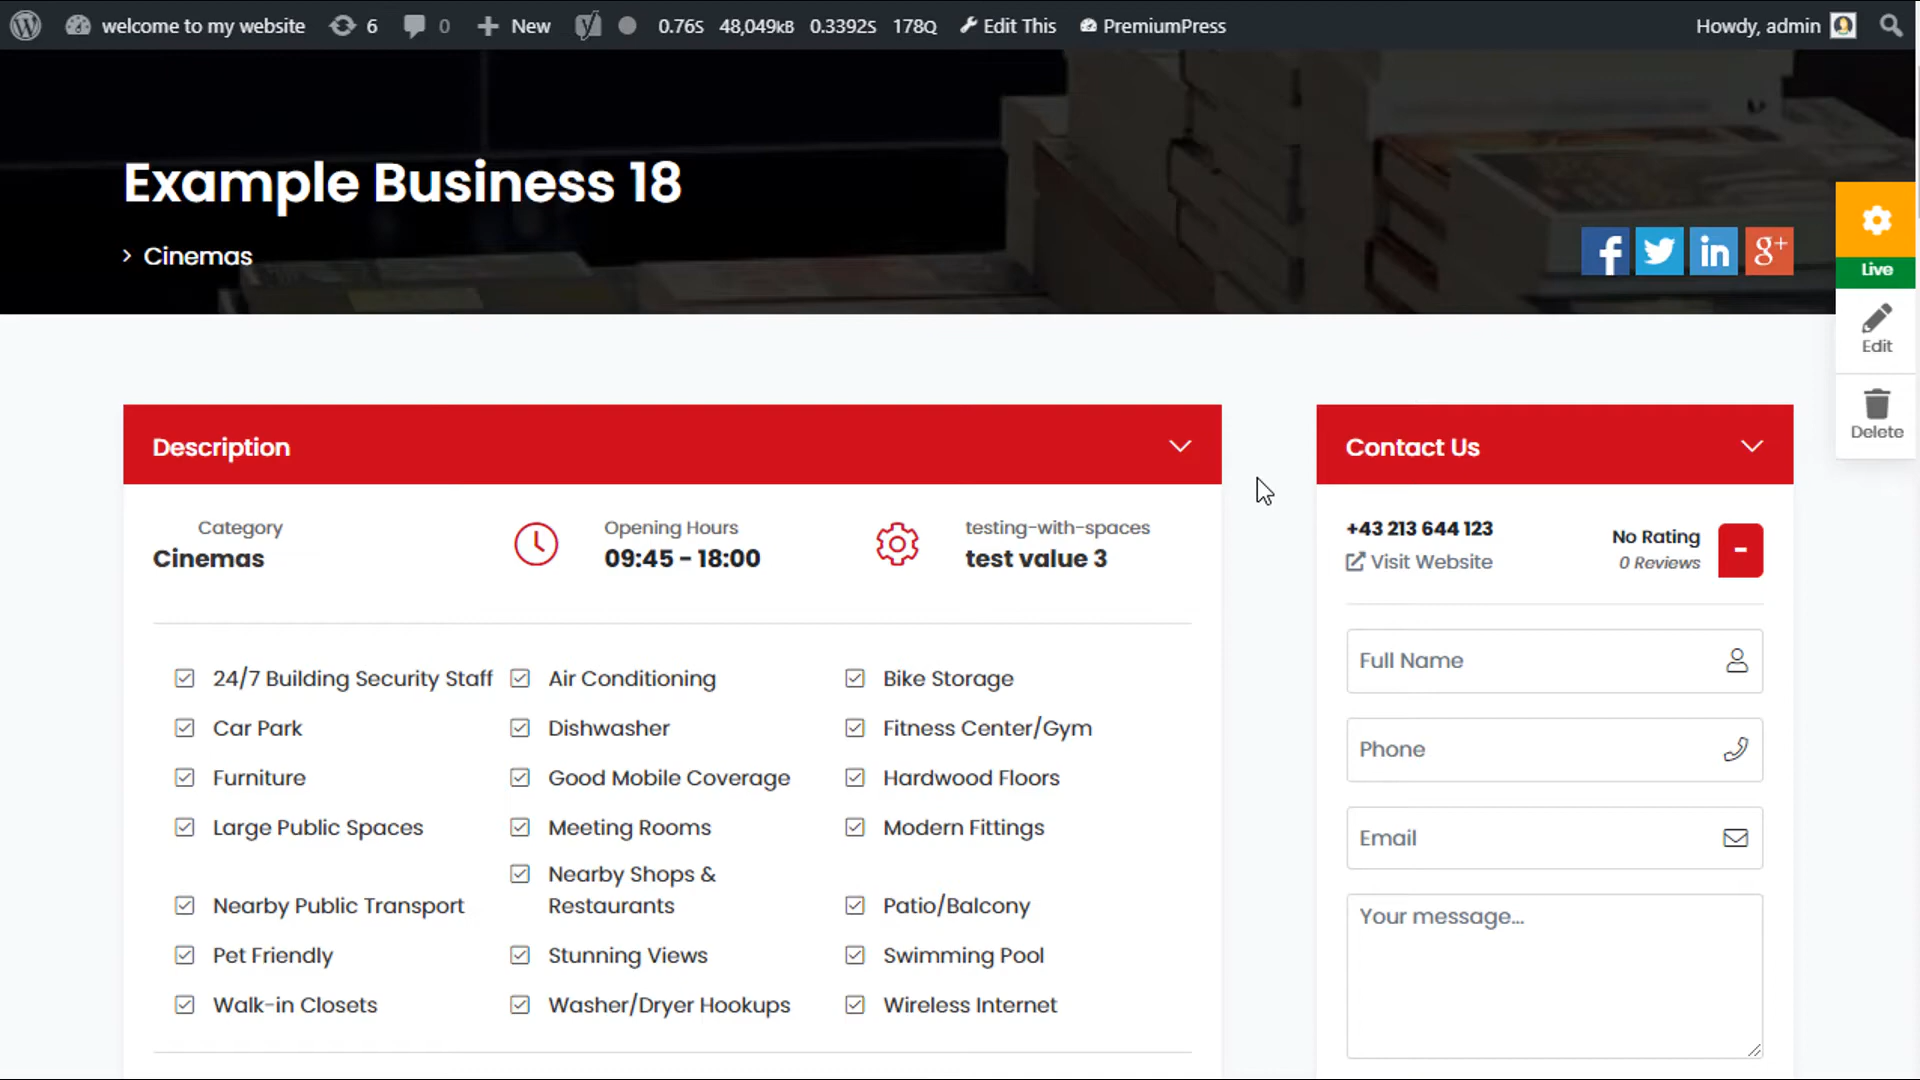 welcome to my website 6 0 New 0.76S 48,049KB 0.3392S 178Q Edit This PremiumPress Howdy, admin
Example Business 18
> Cinemas
f in g+
Live
Edit
Delete
Description
Category
Cinemas
Opening Hours
09:45 - 18:00
testing-with-spaces
test value 3
24/7 Building Security Staff Air Conditioning Bike Storage
Car Park Dishwasher Fitness Center/Gym
Furniture Good Mobile Coverage Hardwood Floors
Large Public Spaces Meeting Rooms Modern Fittings
Nearby Shops &
Nearby Public Transport Restaurants Patio/Balcony
Pet Friendly Stunning Views Swimming Pool
Walk-in Closets Washer/Dryer Hookups Wireless Internet
Contact Us
+43 213 644 123
Visit Website
No Rating
0 Reviews
-
Full Name
Phone
Email
Your message...